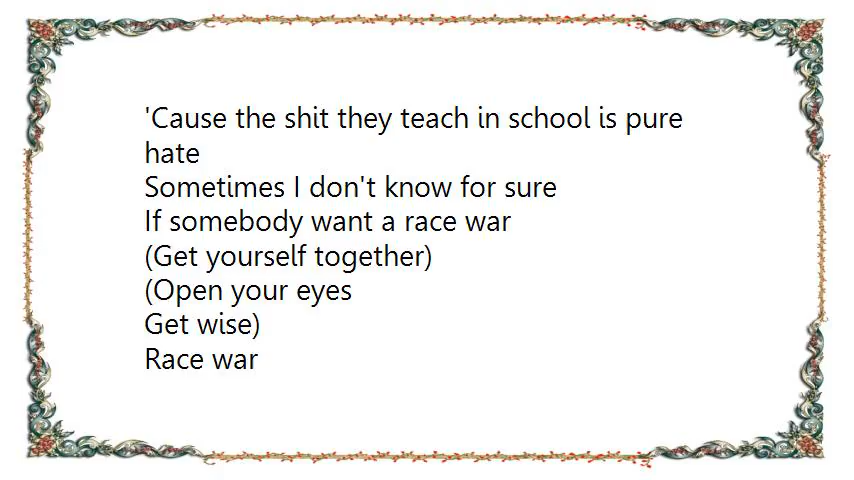 'Cause the shit they teach in school is pure
hate
Sometimes I don't know for sure
If somebody want a race war
(Get yourself together)
(Open your eyes
Get wise)
Race war